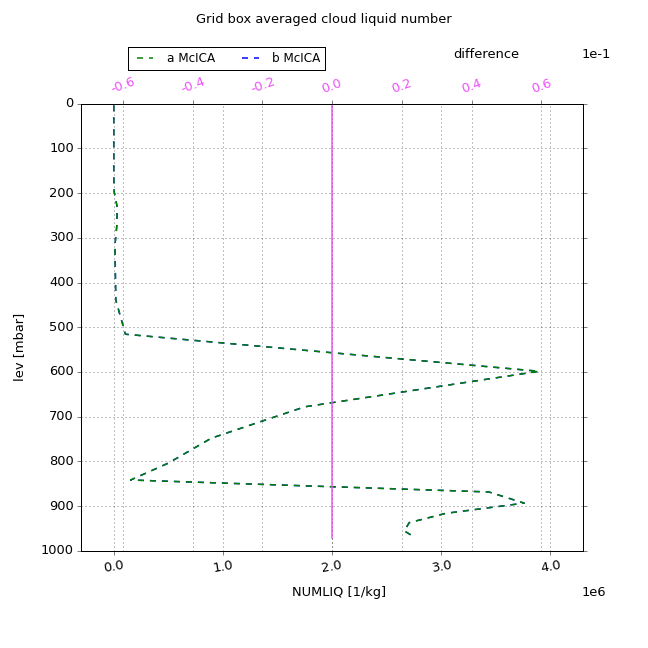 Grid box averaged cloud liquid number
a McICA b McICA difference 1e-1
-0.6 -0.4 -0.2 0.0 0.2 0.4 0.6
0
100
200
300
400
500
600
700
800
900
1000
lev [mbar]
0.0 1.0 2.0 3.0 4.0
NUMLIQ [1/kg] 1e6